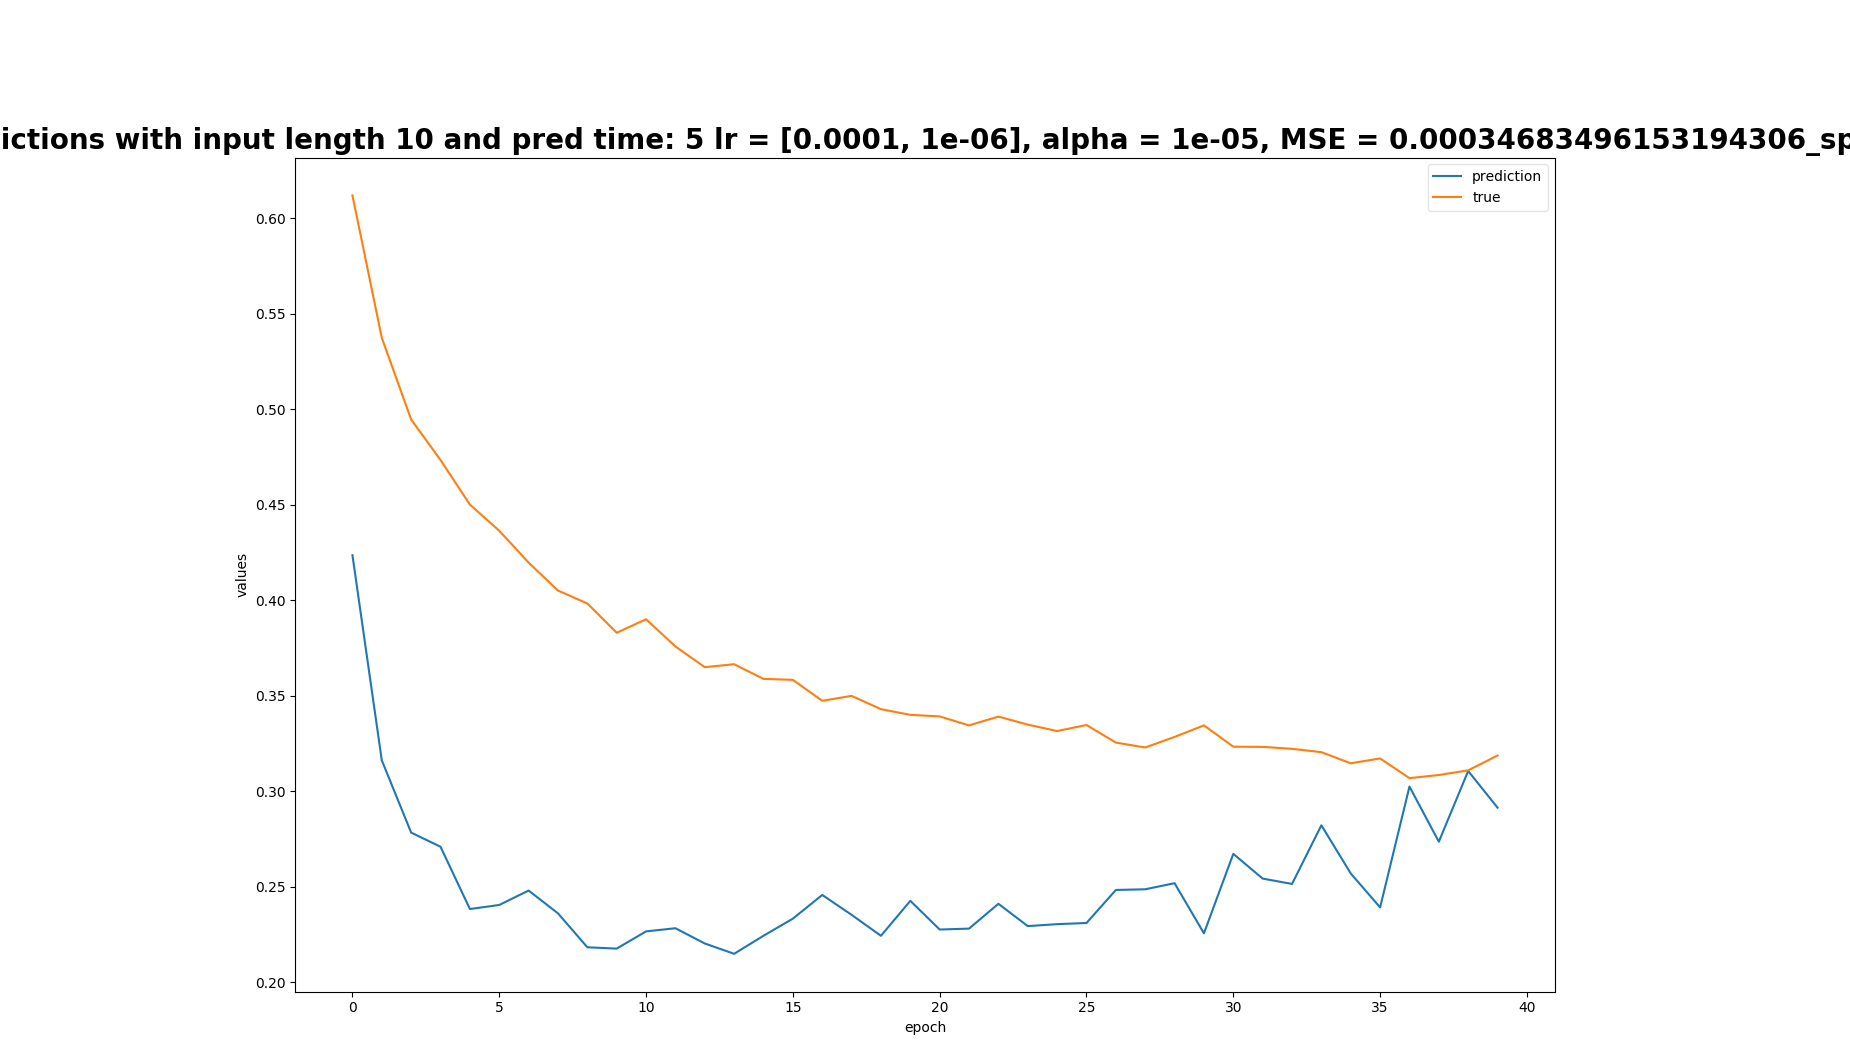 ictions with input length 10 and pred time: 5 lr = [0.0001, 1e-06], alpha = 1e-05, MSE = 0.00034683496153194306_sp
prediction
true
0.60
0.55
0.50
0.45
0.40
0.35
0.30
0.25
0.20
values
0 5 10 15 20 25 30 35 40
epoch